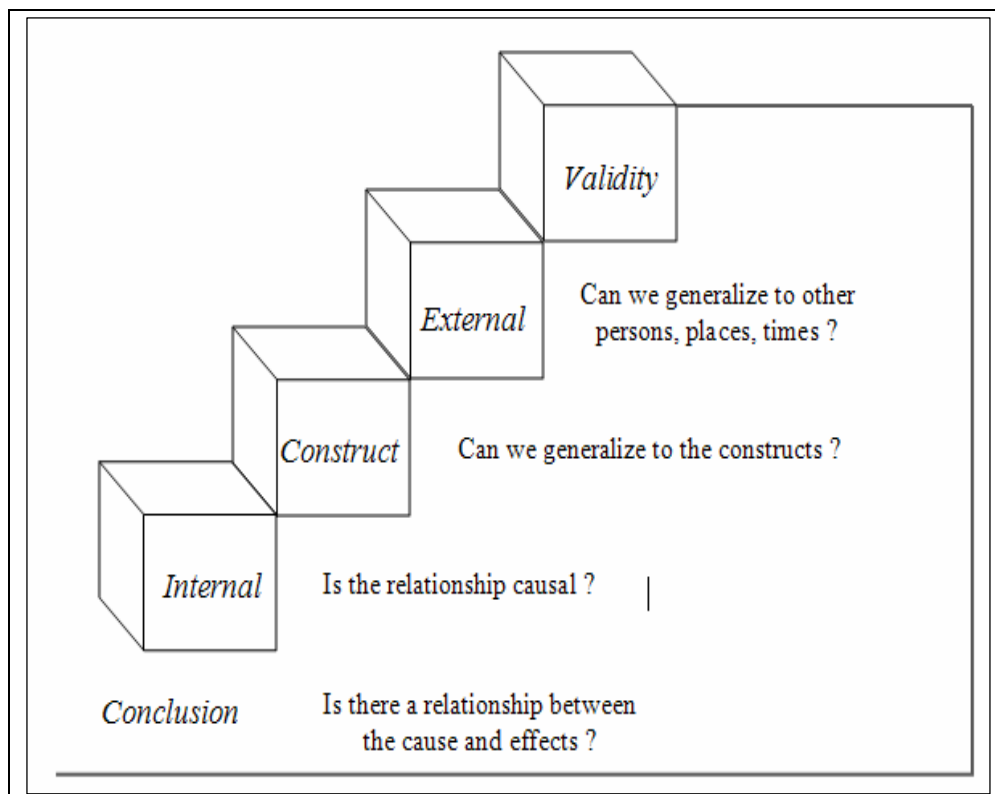 Validity
External
Can we generalize to other
persons, places, times ?
Construct
Can we generalize to the constructs ?
Internal
Is the relationship causal ?
Conclusion
Is there a relationship between
the cause and effects ?